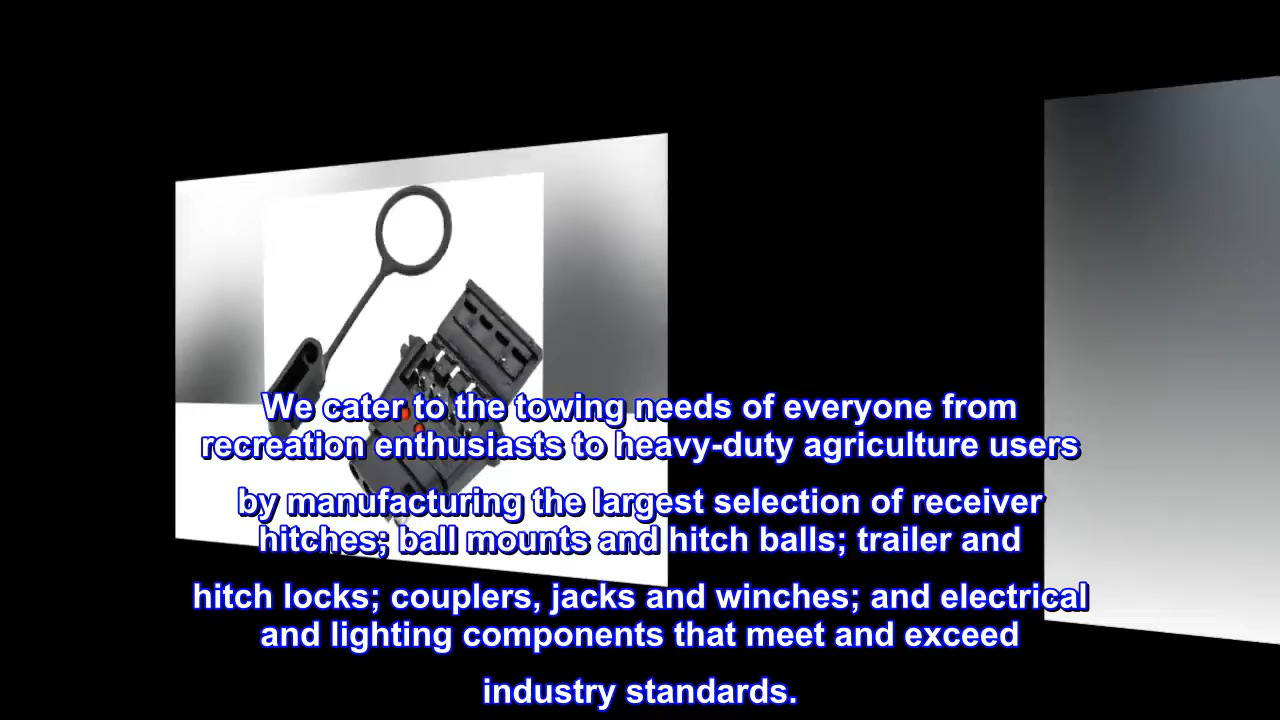 We cater to the towing needs of everyone from
recreation enthusiasts to heavy-duty agriculture users
by manufacturing the largest selection of receiver
hitches; ball mounts and hitch balls; trailer and
hitch locks; couplers, jacks and winches; and electrical
and lighting components that meet and exceed
industry standards.